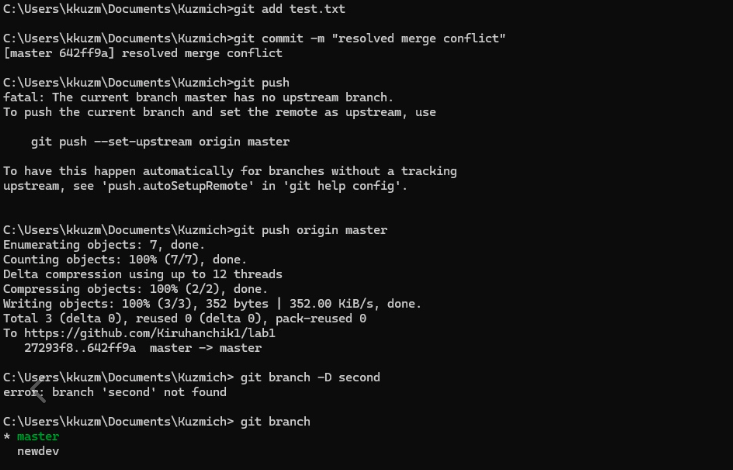 C:\Users\kkuzm\Documents\Kuzmich>git add test.txt
C:\Users\kkuzm\Documents\Kuzmich>git commit -m "resolved merge conflict"
[master 642ff9a] resolved merge conflict
C:\Users\kkuzm\Documents\Kuzmich>git push
fatal: The current branch master has no upstream branch.
To push the current branch and set the remote as upstream, use
git push --set-upstream origin master
To have this happen automatically for branches without a tracking
upstream, see 'push.autoSetupRemote' in 'git help config'.
C:\Users\kkuzm\Documents\Kuzmich>git push origin master
Enumerating objects: 7, done.
Counting objects: 100% (7/7), done.
Delta compression using up to 12 threads
Compressing objects: 100% (2/2), done.
Writing objects: 100% (3/3), 352 bytes | 352.00 KiB/s, done.
Total 3 (delta 0), reused 0 (delta 0), pack-reused 0
To https://github.com/Kiruhanchik1/lab1
27293f8..642ff9a  master -> master
C:\Users\kkuzm\Documents\Kuzmich> git branch -D second
error: branch 'second' not found
C:\Users\kkuzm\Documents\Kuzmich> git branch
* master
newdev